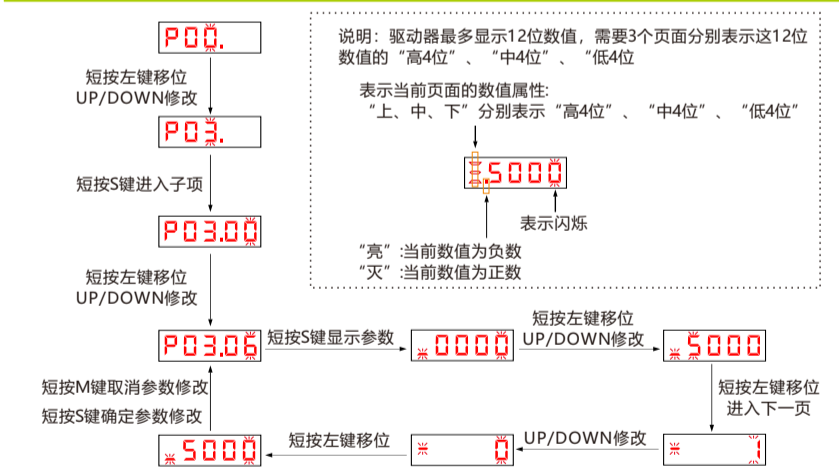 P00.
短按左键移位
UP/DOWN修改
P03.
短按S键进入子项
P03.00
短按左键移位
UP/DOWN修改
P03.06
说明：驱动器最多显示12位数值，需要3个页面分别表示这12位
数值的“高4位”、“中4位”、“低4位
表示当前页面的数值属性:
“上、中、下”分别表示“高4位”、“中4位”、“低4位”
.5000
表示闪烁
“亮”:当前数值为负数
“灭”:当前数值为正数
短按S键显示参数
0000
短按左键移位
UP/DOWN修改
5000
短按左键移位
进入下一页
1
UP/DOWN修改
0
短按左键移位
5000
短按M键取消参数修改
短按S键确定参数修改